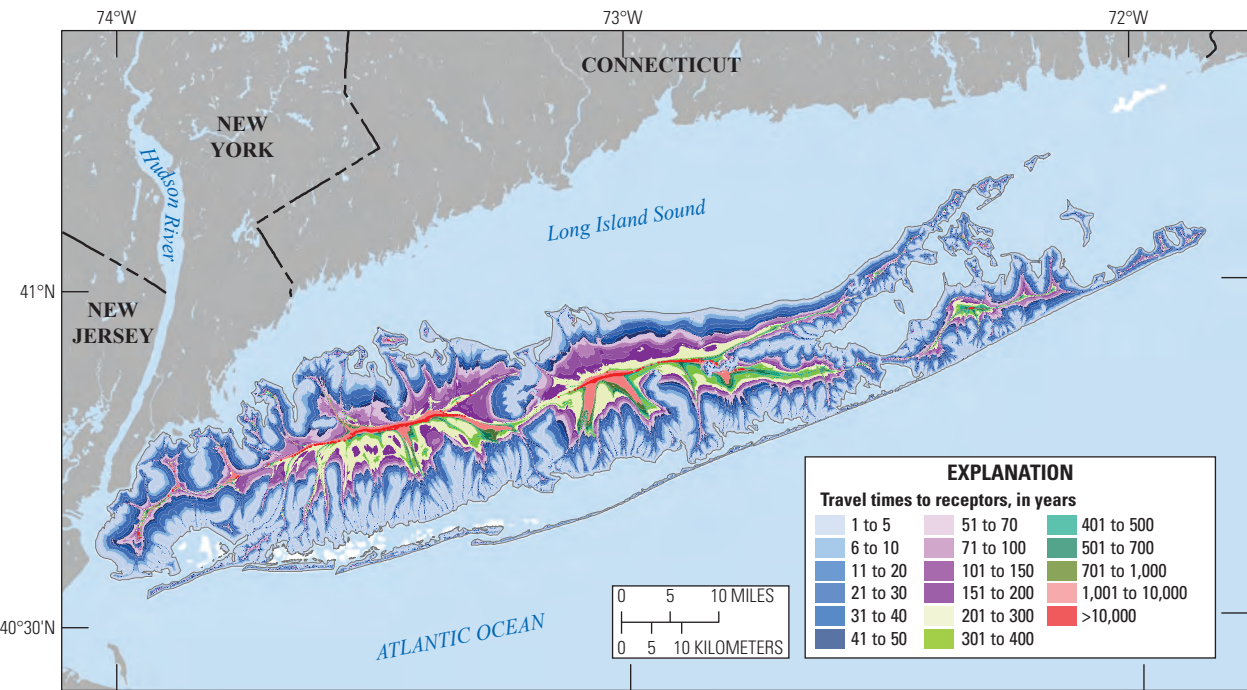 74°W
73°W
72°W
CONNECTICUT
NEW
YORK
Hudson River
Long Island Sound
41°N
NEW
JERSEY
EXPLANATION
Travel times to receptors, in years
1 to 5
6 to 10
11 to 20
21 to 30
31 to 40
41 to 50
51 to 70
71 to 100
101 to 150
151 to 200
201 to 300
301 to 400
401 to 500
501 to 700
701 to 1,000
1,001 to 10,000
>10,000
0 5 10 MILES
0 5 10 KILOMETERS
40°30'N
ATLANTIC OCEAN